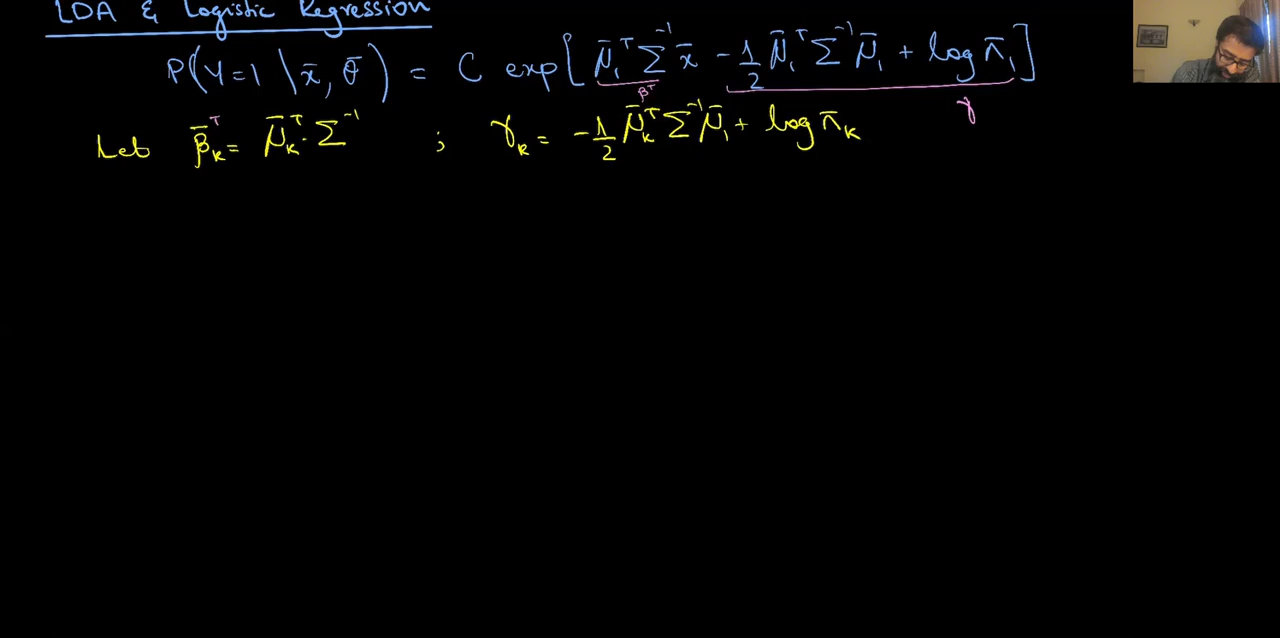 LDA & Logistic Regression
P(Y=1 \ x̄, θ̄) = C exp[ μ̄₁ᵀ Σ⁻¹ x̄ - 1/2 μ̄₁ᵀ Σ⁻¹ μ̄₁ + log π̄₁ ]
βᵀ γ
Let β̄ₖᵀ = μ̄ₖᵀ · Σ⁻¹ ; γₖ = -1/2 μ̄ₖᵀ Σ⁻¹ μ̄₁ + log π̄ₖ